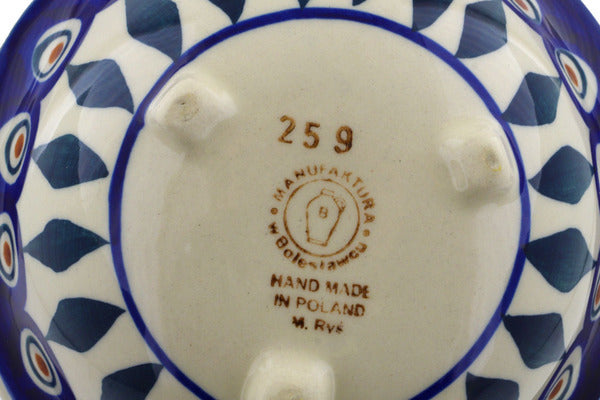 259
MANUFAKTURA
B
w Bolesławcu
HAND MADE
IN POLAND
M. Ryś